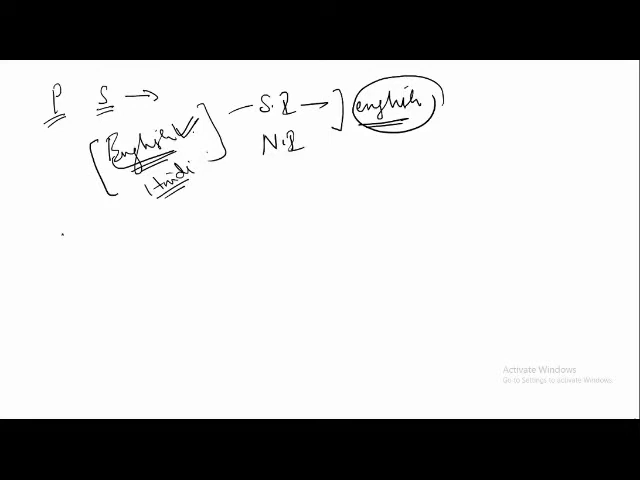 P S → — S.R → ] english
[ English ✓ ] N.R
Hindi
Activate Windows
Go to Settings to activate Windows.